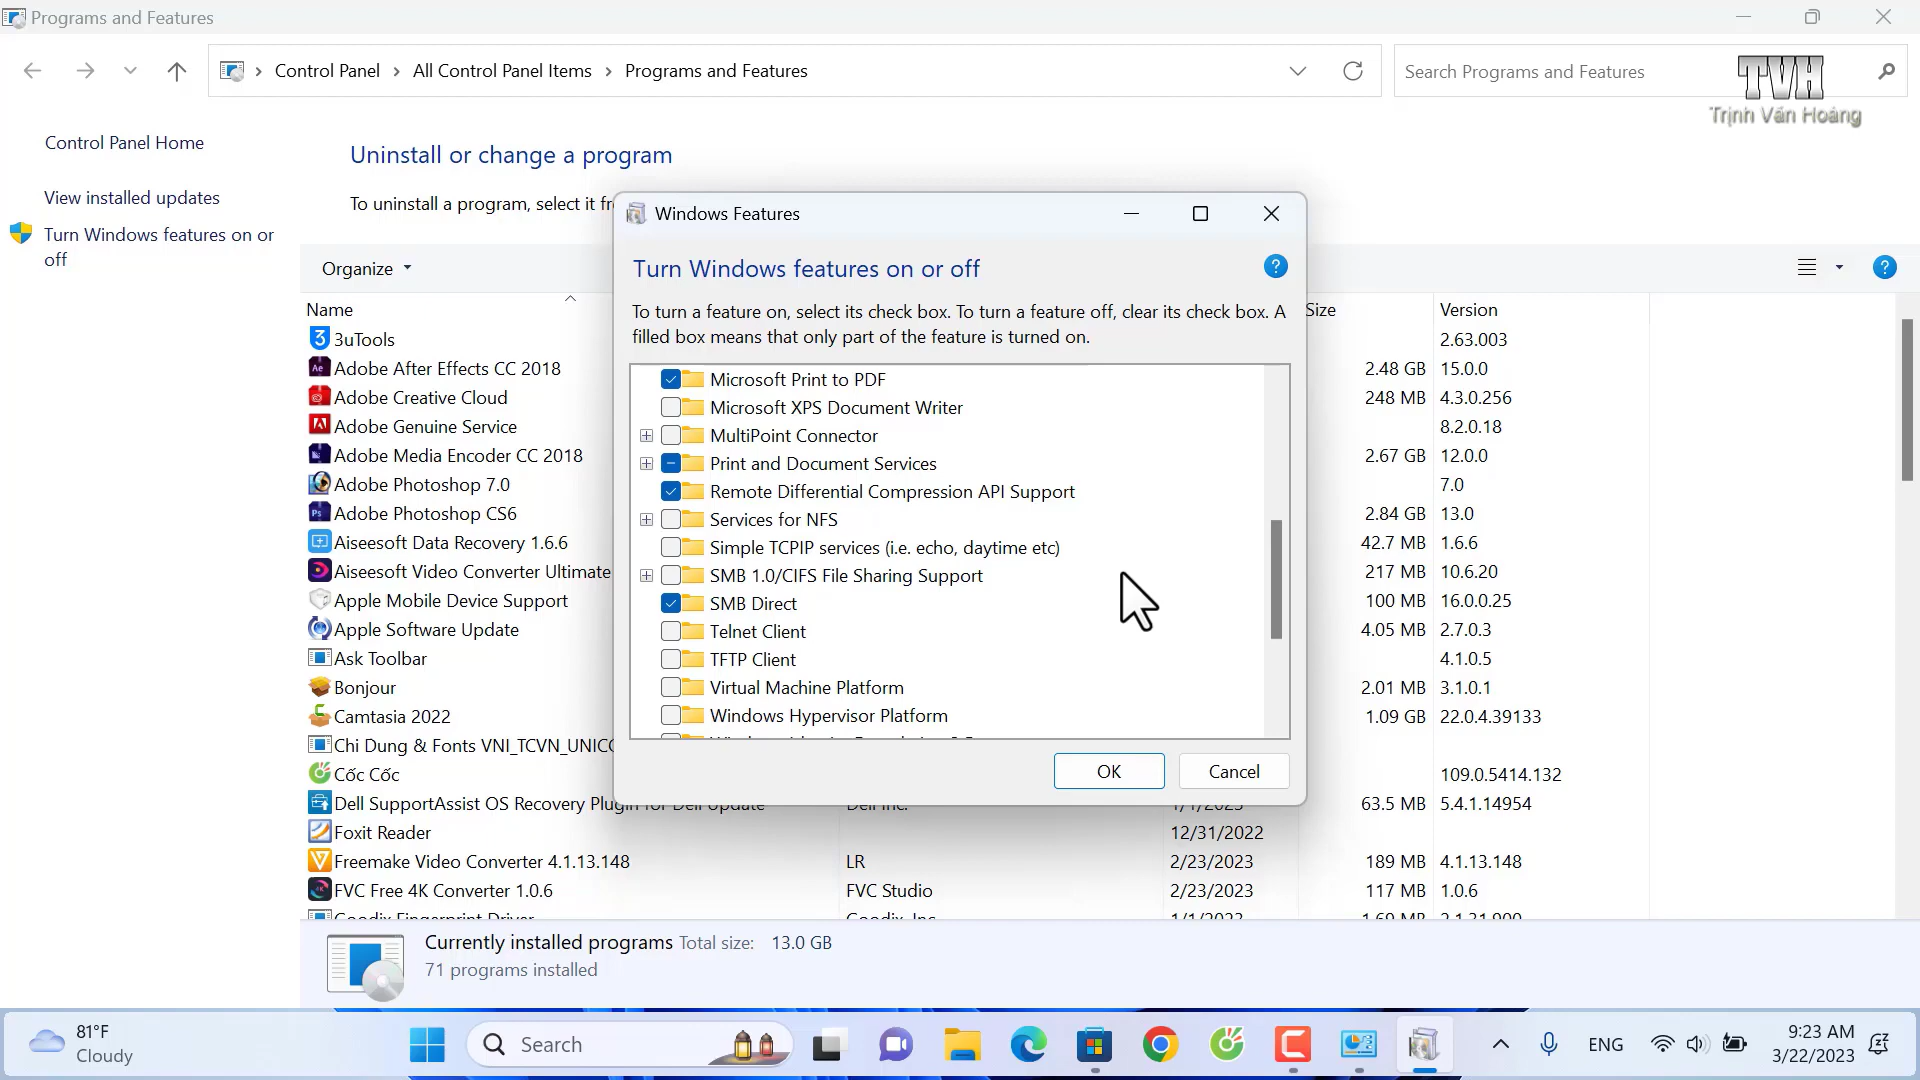 Programs and Features
Control Panel > All Control Panel Items > Programs and Features
Search Programs and Features
TVH
Trịnh Văn Hoàng
Control Panel Home
View installed updates
Turn Windows features on or
off
Uninstall or change a program
To uninstall a program, select it
Organize
Name
Size
Version
3uTools
2.63.003
Adobe After Effects CC 2018
2.48 GB 15.0.0
Adobe Creative Cloud
248 MB 4.3.0.256
Adobe Genuine Service
8.2.0.18
Adobe Media Encoder CC 2018
2.67 GB 12.0.0
Adobe Photoshop 7.0
7.0
Adobe Photoshop CS6
2.84 GB 13.0
Aiseesoft Data Recovery 1.6.6
42.7 MB 1.6.6
Aiseesoft Video Converter Ultimate
217 MB 10.6.20
Apple Mobile Device Support
100 MB 16.0.0.25
Apple Software Update
4.05 MB 2.7.0.3
Ask Toolbar
4.1.0.5
Bonjour
2.01 MB 3.1.0.1
Camtasia 2022
1.09 GB 22.0.4.39133
Chi Dung & Fonts VNI_TCVN_UNIC
Cốc Cốc
109.0.5414.132
Dell SupportAssist OS Recovery Plugin for Dell Update
Dell Inc.
1/1/2023
63.5 MB 5.4.1.14954
Foxit Reader
12/31/2022
Freemake Video Converter 4.1.13.148
LR
2/23/2023
189 MB 4.1.13.148
FVC Free 4K Converter 1.0.6
FVC Studio
2/23/2023
117 MB 1.0.6
Goodix Fingerprint Driver
Goodix, Inc.
1/1/2023
1.69 MB 2.1.31.900
Currently installed programs Total size: 13.0 GB
71 programs installed
Windows Features
Turn Windows features on or off
To turn a feature on, select its check box. To turn a feature off, clear its check box. A
filled box means that only part of the feature is turned on.
Microsoft Print to PDF
Microsoft XPS Document Writer
MultiPoint Connector
Print and Document Services
Remote Differential Compression API Support
Services for NFS
Simple TCPIP services (i.e. echo, daytime etc)
SMB 1.0/CIFS File Sharing Support
SMB Direct
Telnet Client
TFTP Client
Virtual Machine Platform
Windows Hypervisor Platform
OK
Cancel
81°F
Cloudy
Search
ENG
9:23 AM
3/22/2023